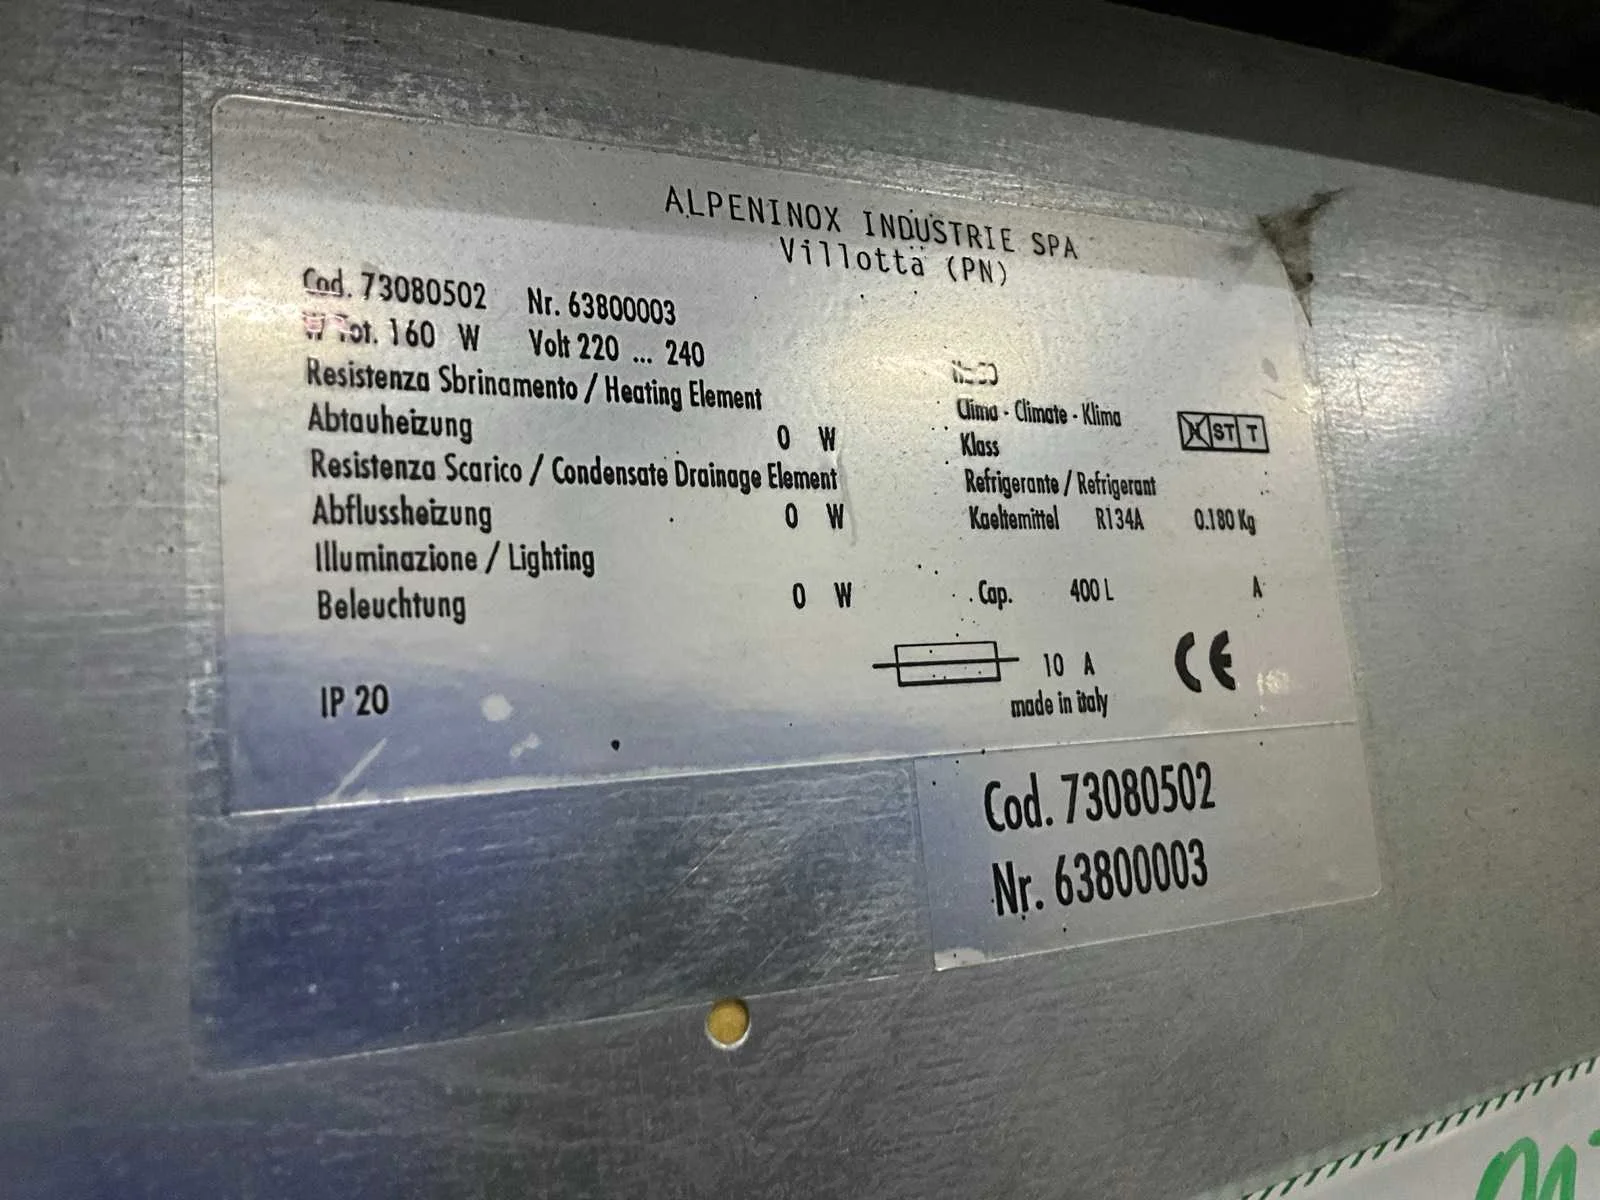 ALPENINOX INDUSTRIE SPA
Villotta (PN)
Cod. 73080502 Nr. 63800003
W Tot. 160 W Volt 220 ... 240
Resistenza Sbrinamento / Heating Element
Abtauheizung 0 W
Resistenza Scarico / Condensate Drainage Element
Abflussheizung 0 W
Illuminazione / Lighting
Beleuchtung 0 W
IP 20
Clima - Climate - Klima
Klass N ST T
Refrigerante / Refrigerant
Kaeltemittel R134A 0.180 Kg
Cap. 400 L A
10 A CE
made in italy
Cod. 73080502
Nr. 63800003